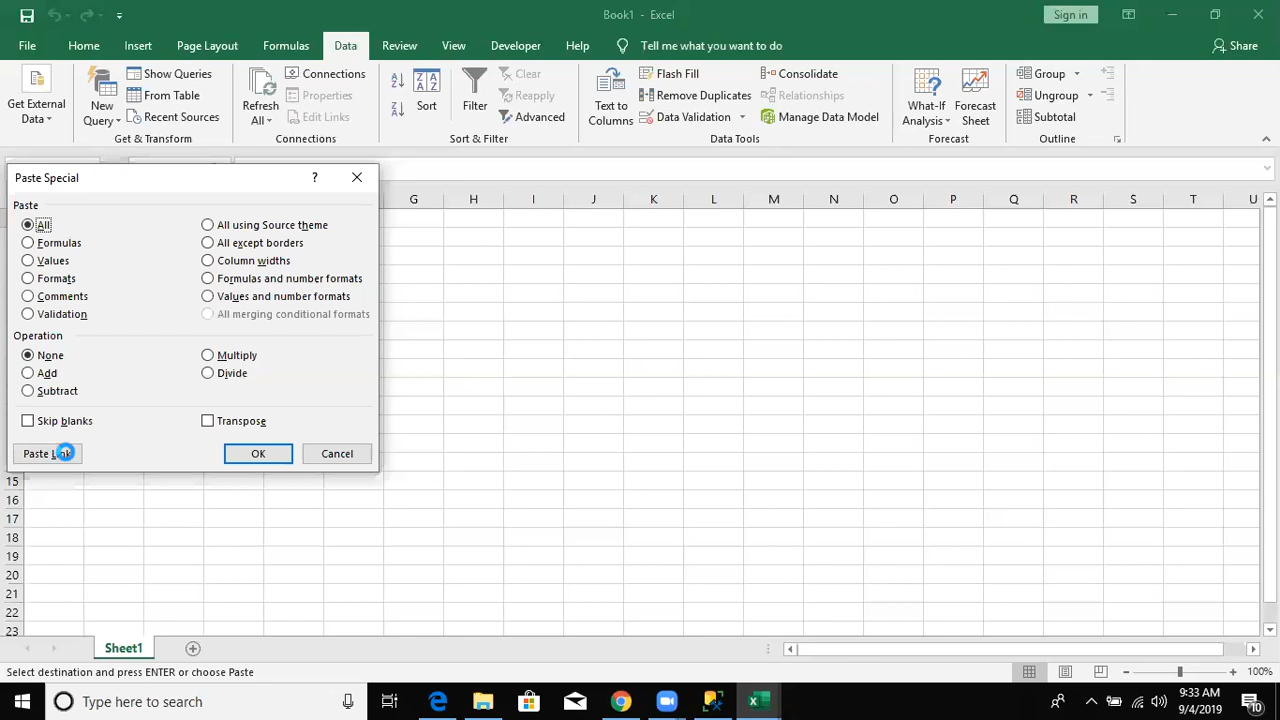 Book1 - Excel
Sign in
File Home Insert Page Layout Formulas Data Review View Developer Help Tell me what you want to do Share
Get External Data
New Query
Show Queries
From Table
Recent Sources
Get & Transform
Refresh All
Connections
Properties
Edit Links
Connections
Sort
Filter
Clear
Reapply
Advanced
Sort & Filter
Text to Columns
Flash Fill
Remove Duplicates
Data Validation
Consolidate
Relationships
Manage Data Model
Data Tools
What-If Analysis
Forecast Sheet
Forecast
Group
Ungroup
Subtotal
Outline
Paste Special ?
Paste
All All using Source theme
Formulas All except borders
Values Column widths
Formats Formulas and number formats
Comments Values and number formats
Validation All merging conditional formats
Operation
None Multiply
Add Divide
Subtract
Skip blanks Transpose
Paste Link OK Cancel
G H I J K L M N O P Q R S T U
15
16
17
18
19
20
21
22
23
Sheet1
Select destination and press ENTER or choose Paste
100%
Type here to search
9:33 AM
9/4/2019
10